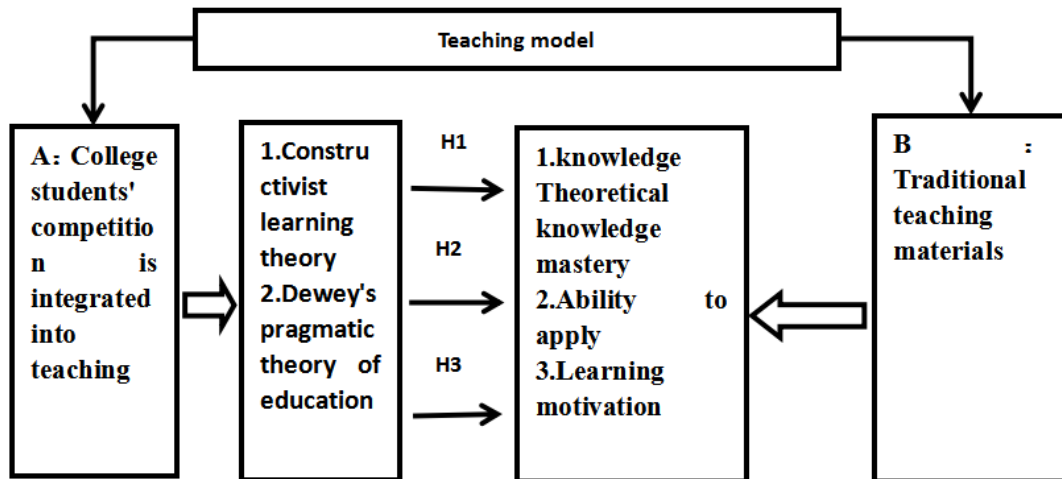 Teaching model
A：College
students'
competitio
n is
integrated
into
teaching
1.Constru
ctivist
learning
theory
2.Dewey's
pragmatic
theory of
education
H1
H2
H3
1.knowledge
Theoretical
knowledge
mastery
2.Ability to
apply
3.Learning
motivation
B ：
Traditional
teaching
materials